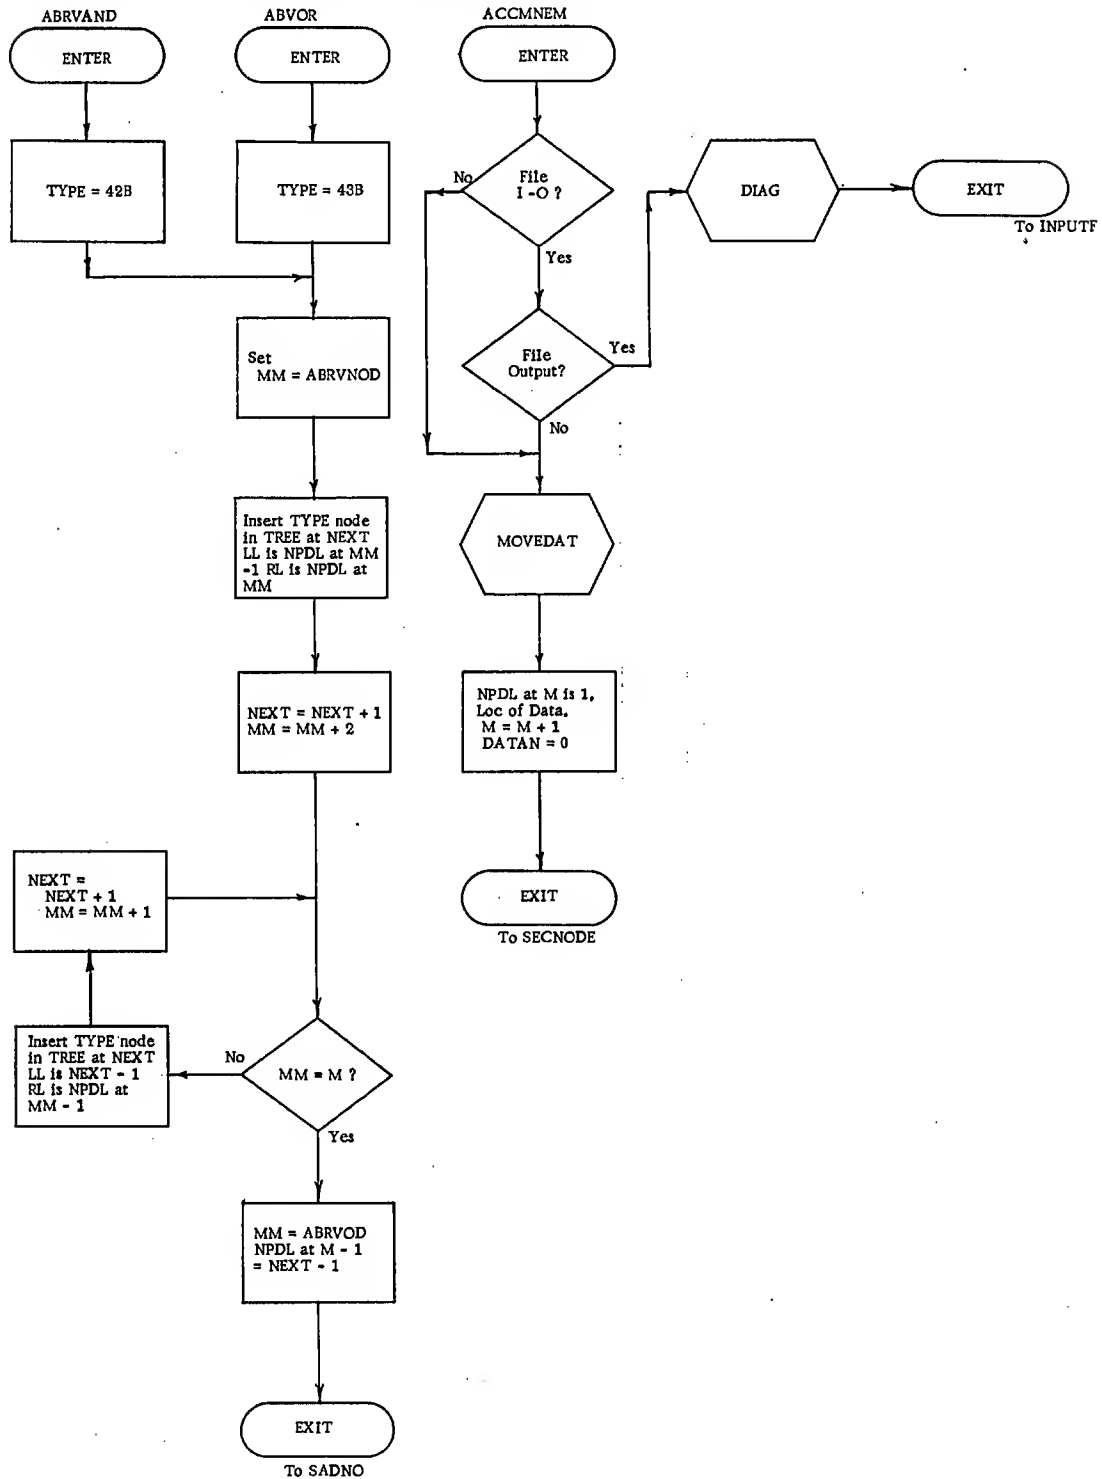 ABRVAND
ENTER
TYPE = 42B
ABVOR
ENTER
TYPE = 43B
Set
MM = ABRVNOD
Insert TYPE node
in TREE at NEXT
LL is NPDL at MM
-1 RL is NPDL at
MM
NEXT = NEXT + 1
MM = MM + 2
NEXT =
NEXT + 1
MM = MM + 1
Insert TYPE node
in TREE at NEXT
LL is NEXT - 1
RL is NPDL at
MM - 1
No
MM = M ?
Yes
MM = ABRVOD
NPDL at M - 1
= NEXT - 1
EXIT
To SADNO
ACCMNEM
ENTER
No
File
I -O ?
Yes
File
Output?
Yes
No
DIAG
EXIT
To INPUTF
MOVEDAT
NPDL at M is 1,
Loc of Data.
M = M + 1
DATAN = 0
EXIT
To SECNODE